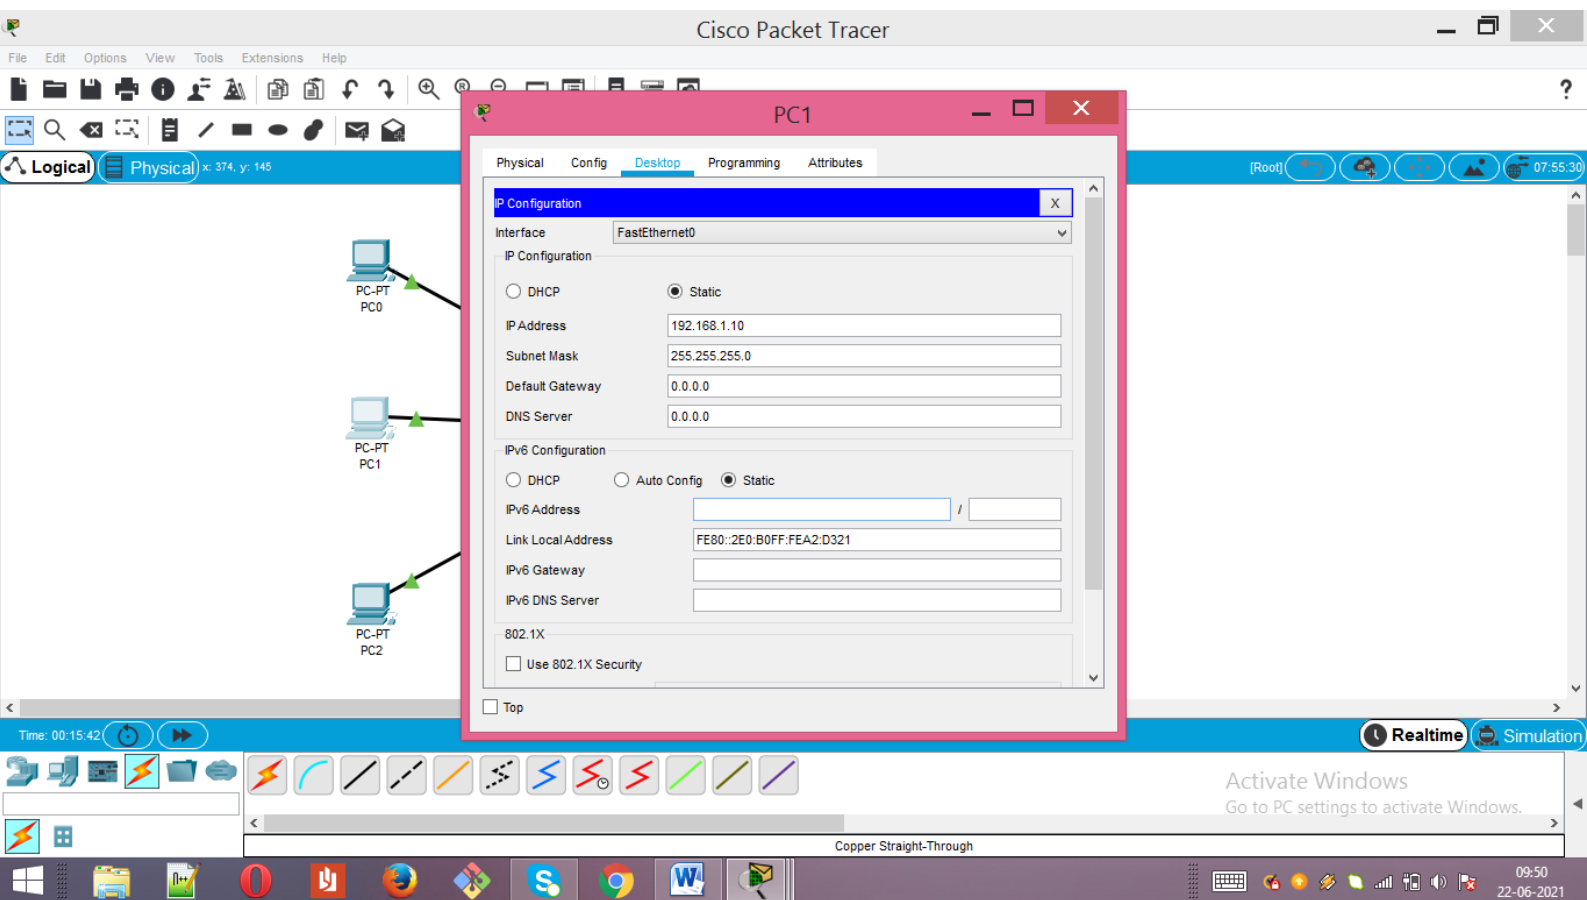 Cisco Packet Tracer
File Edit Options View Tools Extensions Help
PC1
Logical Physical x: 374, y: 145
[Root] 07:55:30
Physical Config Desktop Programming Attributes
IP Configuration X
Interface FastEthernet0
IP Configuration
DHCP Static
IP Address 192.168.1.10
Subnet Mask 255.255.255.0
Default Gateway 0.0.0.0
DNS Server 0.0.0.0
IPv6 Configuration
DHCP Auto Config Static
IPv6 Address /
Link Local Address FE80::2E0:B0FF:FEA2:D321
IPv6 Gateway
IPv6 DNS Server
802.1X
Use 802.1X Security
Top
PC-PT
PC0
PC-PT
PC1
PC-PT
PC2
Time: 00:15:42
Realtime Simulation
Activate Windows
Go to PC settings to activate Windows.
Copper Straight-Through
09:50
22-06-2021